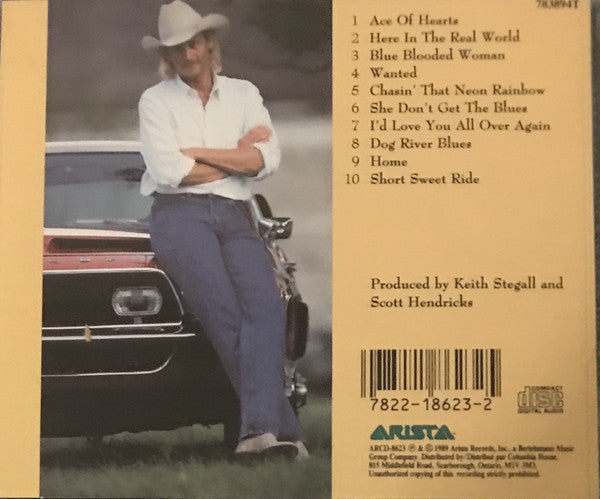 783894T
1 Ace Of Hearts
2 Here In The Real World
3 Blue Blooded Woman
4 Wanted
5 Chasin' That Neon Rainbow
6 She Don't Get The Blues
7 I'd Love You All Over Again
8 Dog River Blues
9 Home
10 Short Sweet Ride
Produced by Keith Stegall and
Scott Hendricks
7822-18623-2
COMPACT
disc
DIGITAL AUDIO
ARISTA
ARCD-8623 ℗ & © 1989 Arista Records, Inc., a Bertelsmann Music
Group Company. Distributed by/Distribué par Columbia House.
815 Middlefield Road, Scarborough, Ontario. M1V 3M3.
Unauthorized copying of this recording strictly prohibited.